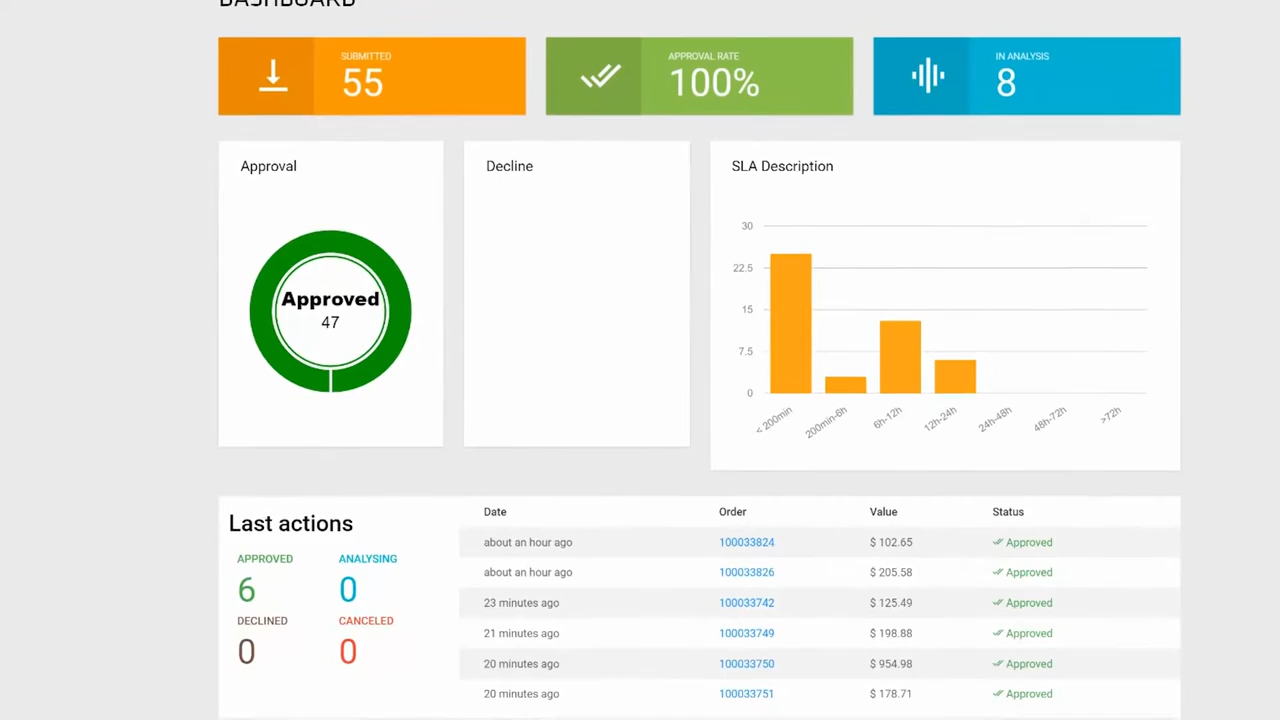 DASHBOARD
SUBMITTED
55
APPROVAL RATE
100%
IN ANALYSIS
8
Approval
Approved
47
Decline
SLA Description
30
22.5
15
7.5
0
< 200min
200min-6h
6h-12h
12h-24h
24h-48h
48h-72h
>72h
Last actions
APPROVED
6
ANALYSING
0
DECLINED
0
CANCELED
0
Date Order Value Status
about an hour ago 100033824 $ 102.65 Approved
about an hour ago 100033826 $ 205.58 Approved
23 minutes ago 100033742 $ 125.49 Approved
21 minutes ago 100033749 $ 198.88 Approved
20 minutes ago 100033750 $ 954.98 Approved
20 minutes ago 100033751 $ 178.71 Approved